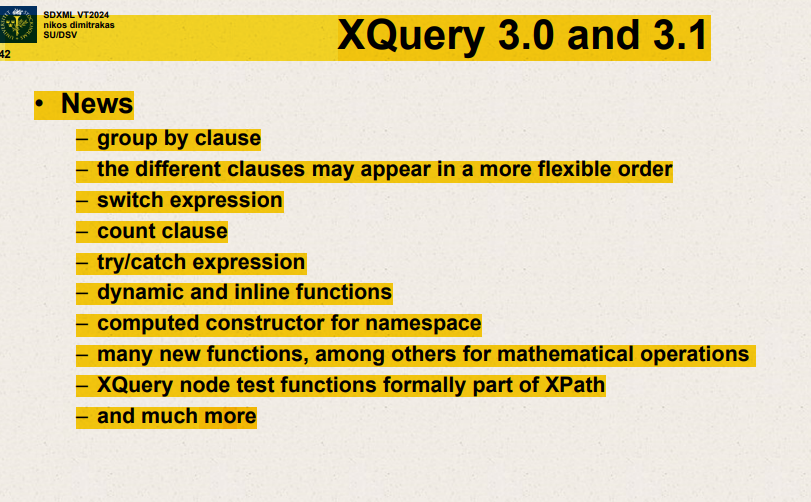 SDXML VT2024
nikos dimitrakas
SU/DSV
42
XQuery 3.0 and 3.1
• News
– group by clause
– the different clauses may appear in a more flexible order
– switch expression
– count clause
– try/catch expression
– dynamic and inline functions
– computed constructor for namespace
– many new functions, among others for mathematical operations
– XQuery node test functions formally part of XPath
– and much more